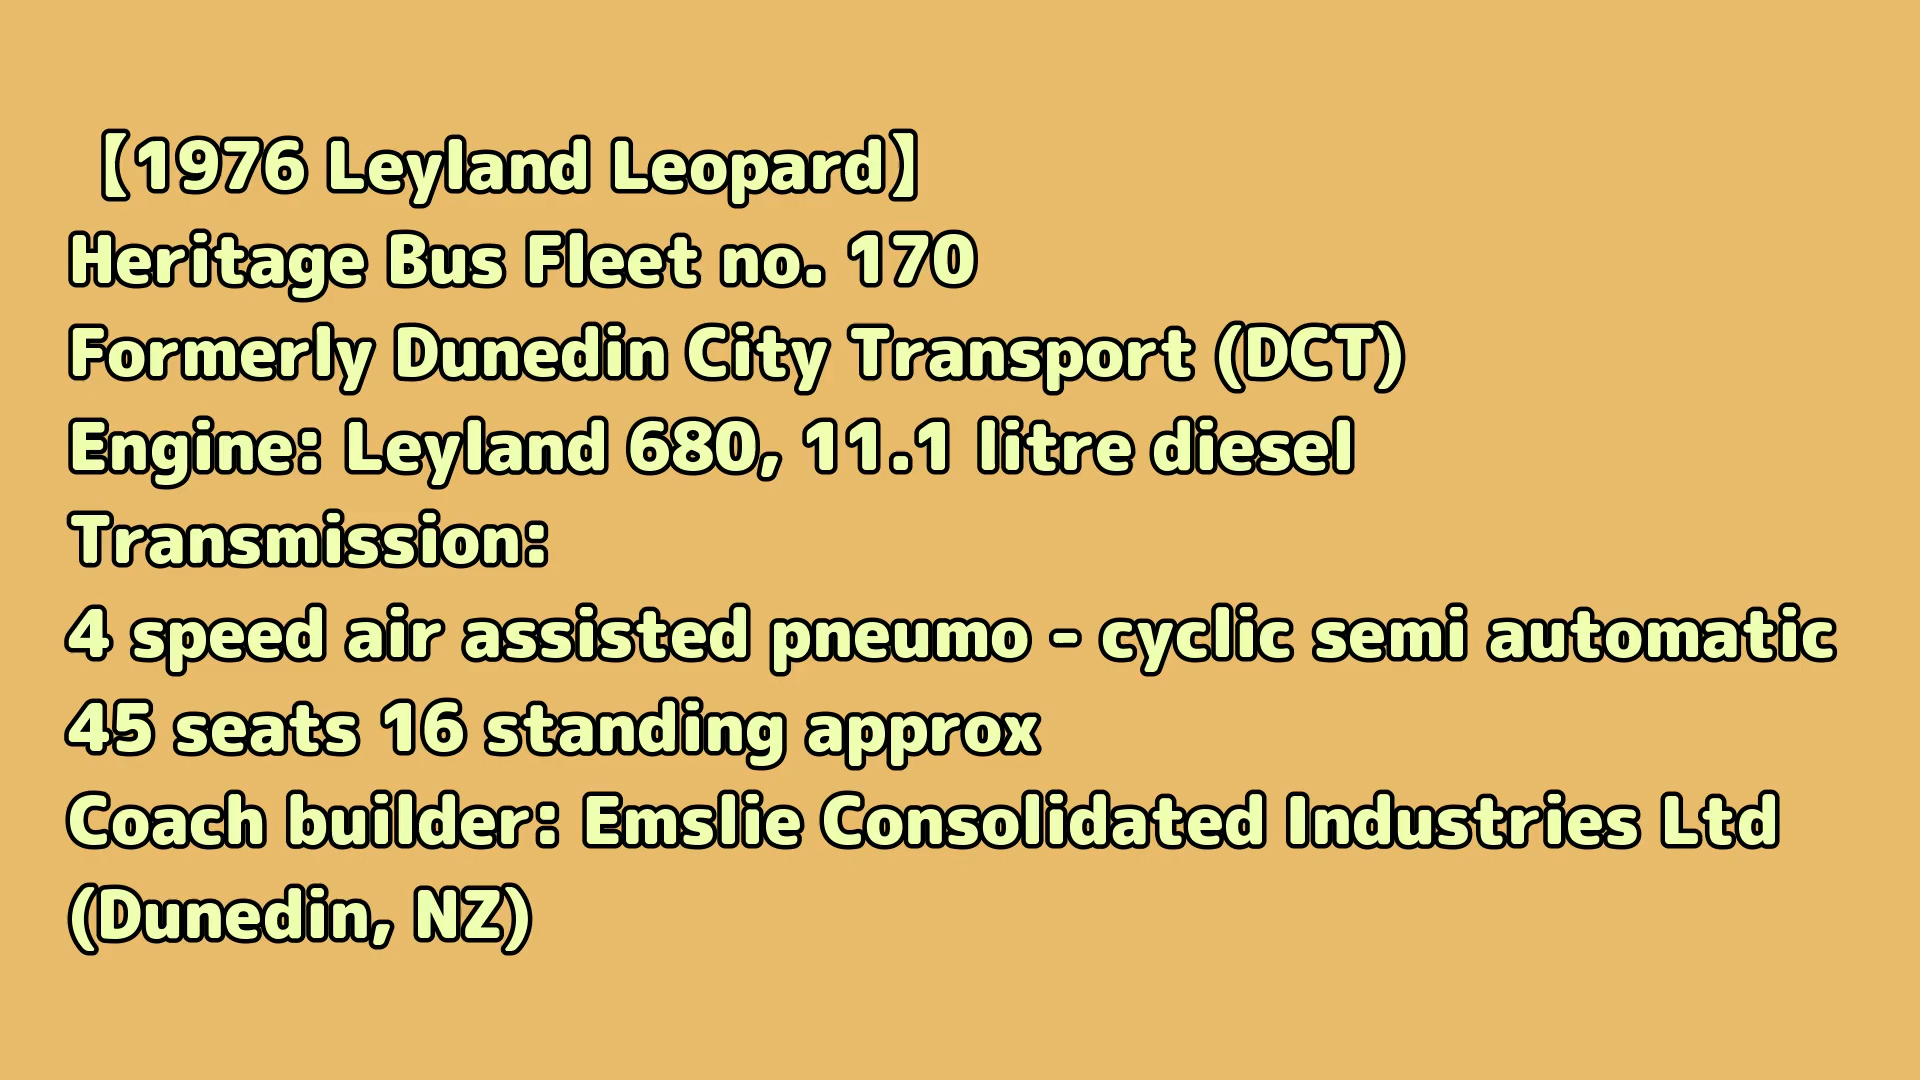 【1976 Leyland Leopard】
Heritage Bus Fleet no. 170
Formerly Dunedin City Transport (DCT)
Engine: Leyland 680, 11.1 litre diesel
Transmission:
4 speed air assisted pneumo - cyclic semi automatic
45 seats 16 standing approx
Coach builder: Emslie Consolidated Industries Ltd
(Dunedin, NZ)